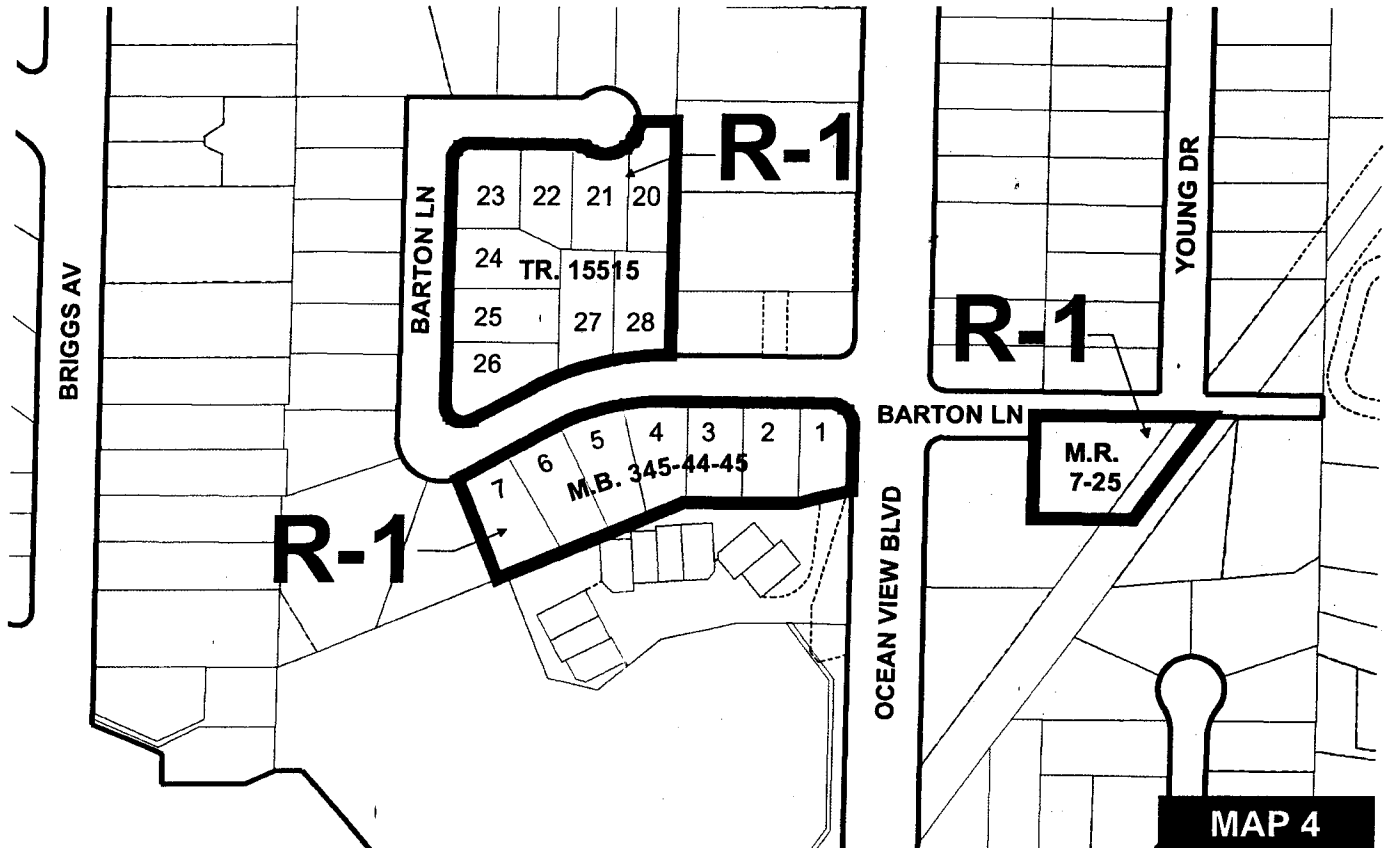 R-1
23
22
21
20
24
TR. 15515
25
27
28
26
BARTON LN
BRIGGS AV
YOUNG DR
R-1
BARTON LN
M.R.
7-25
1
2
3
4
5
6
7
M.B. 345-44-45
R-1
OCEAN VIEW BLVD
MAP 4